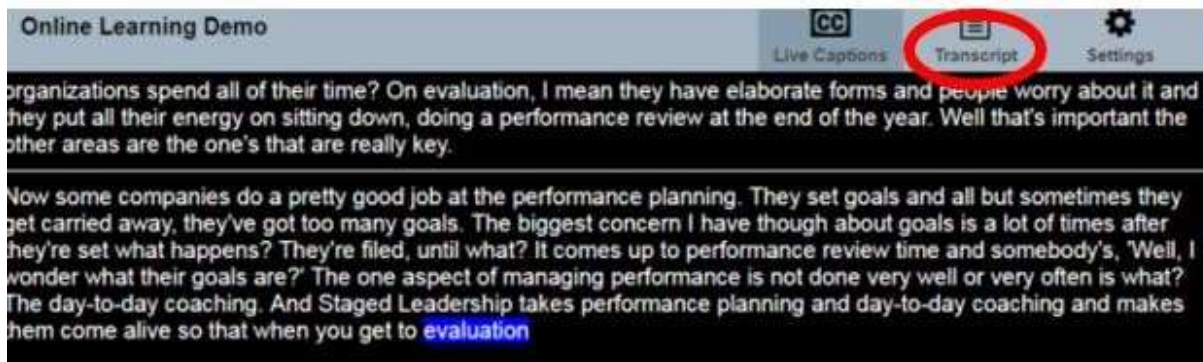 Online Learning Demo
CC
Live Captions
Transcript
Settings
organizations spend all of their time? On evaluation, I mean they have elaborate forms and people worry about it and
they put all their energy on sitting down, doing a performance review at the end of the year. Well that's important the
other areas are the one's that are really key.
Now some companies do a pretty good job at the performance planning. They set goals and all but sometimes they
get carried away, they've got too many goals. The biggest concern I have though about goals is a lot of times after
they're set what happens? They're filed, until what? It comes up to performance review time and somebody's, 'Well, I
wonder what their goals are?' The one aspect of managing performance is not done very well or very often is what?
The day-to-day coaching. And Staged Leadership takes performance planning and day-to-day coaching and makes
them come alive so that when you get to evaluation